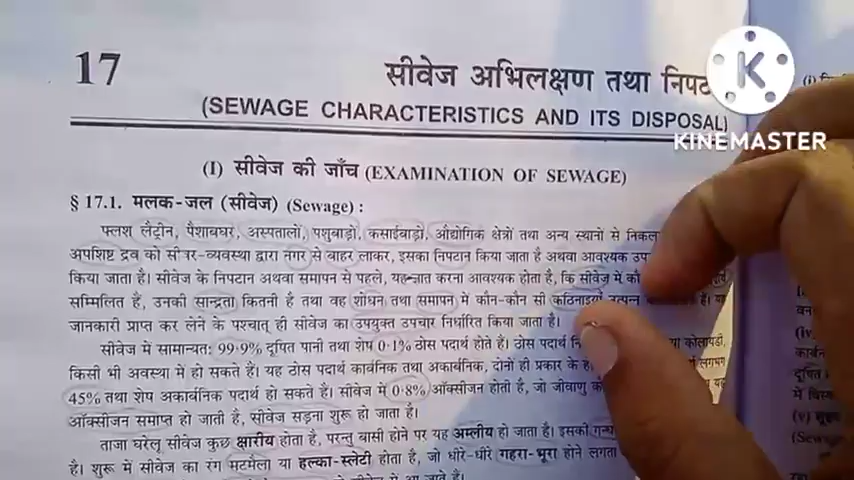 17
सीवेज अभिलक्षण तथा
(SEWAGE CHARACTERISTICS AND ITS DISPOSAL)
KINEMASTER
(I) सीवेज की जाँच (EXAMINATION OF SEWAGE)
§ 17.1. मलक-जल (सीवेज) (Sewage) :
फ्लश लैट्रीन, पैशाबघर, अस्पतालों, पशुबाड़ों, कसाईबाड़ों, औद्योगिक क्षेत्रों तथा अन्य स्थानों से
अपशिष्ट द्रव को सीवर-व्यवस्था द्वारा नगर से बाहर लाकर, इसका निपटान किया जाता है अथवा आवश्यक
किया जाता है। सीवेज के निपटान अथवा समापन से पहले, यह ज्ञात करना आवश्यक होता है, कि सीवेज में
सम्मिलित हैं, उनकी सान्द्रता कितनी है तथा वह शोधन तथा समापन में कौन-कौन सी कठिनाइयाँ उत्पन्न
जानकारी प्राप्त कर लेने के पश्चात् ही सीवेज का उपयुक्त उपचार निर्धारित किया जाता है।
सीवेज में सामान्यत: 99·9% दूषित पानी तथा शेष 0·1% ठोस पदार्थ होते हैं। ठोस पदार्थ
किसी भी अवस्था में हो सकते हैं। यह ठोस पदार्थ कार्बनिक तथा अकार्बनिक, दोनों ही प्रकार के
45% तथा शेष अकार्बनिक पदार्थ हो सकते हैं। सीवेज में 0·8% ऑक्सीजन होती है, जो जीवाणु
ऑक्सीजन समाप्त हो जाती है, सीवेज सड़ना शुरू हो जाता है।
ताजा घरेलू सीवेज कुछ क्षारीय होता है, परन्तु बासी होने पर यह अम्लीय हो जाता है। इसकी
है। शुरू में सीवेज का रंग मटमैला या हल्का-स्लेटी होता है, जो धीरे-धीरे गहरा-भूरा होने लगता